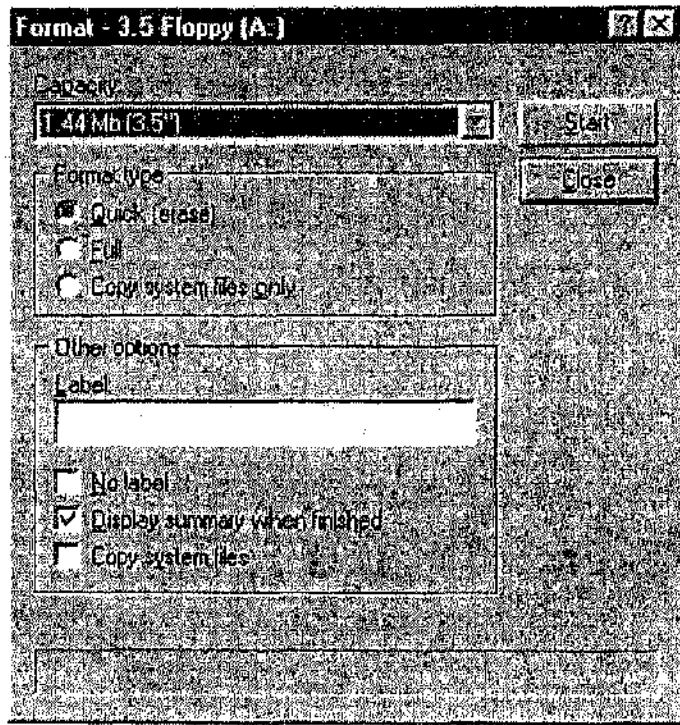 Format - 3.5 Floppy (A:)
Capacity:
1.44 Mb (3.5")
Start
Close
Format type
Quick (erase)
Full
Copy system files only
Other options
Label:
No label
Display summary when finished
Copy system files